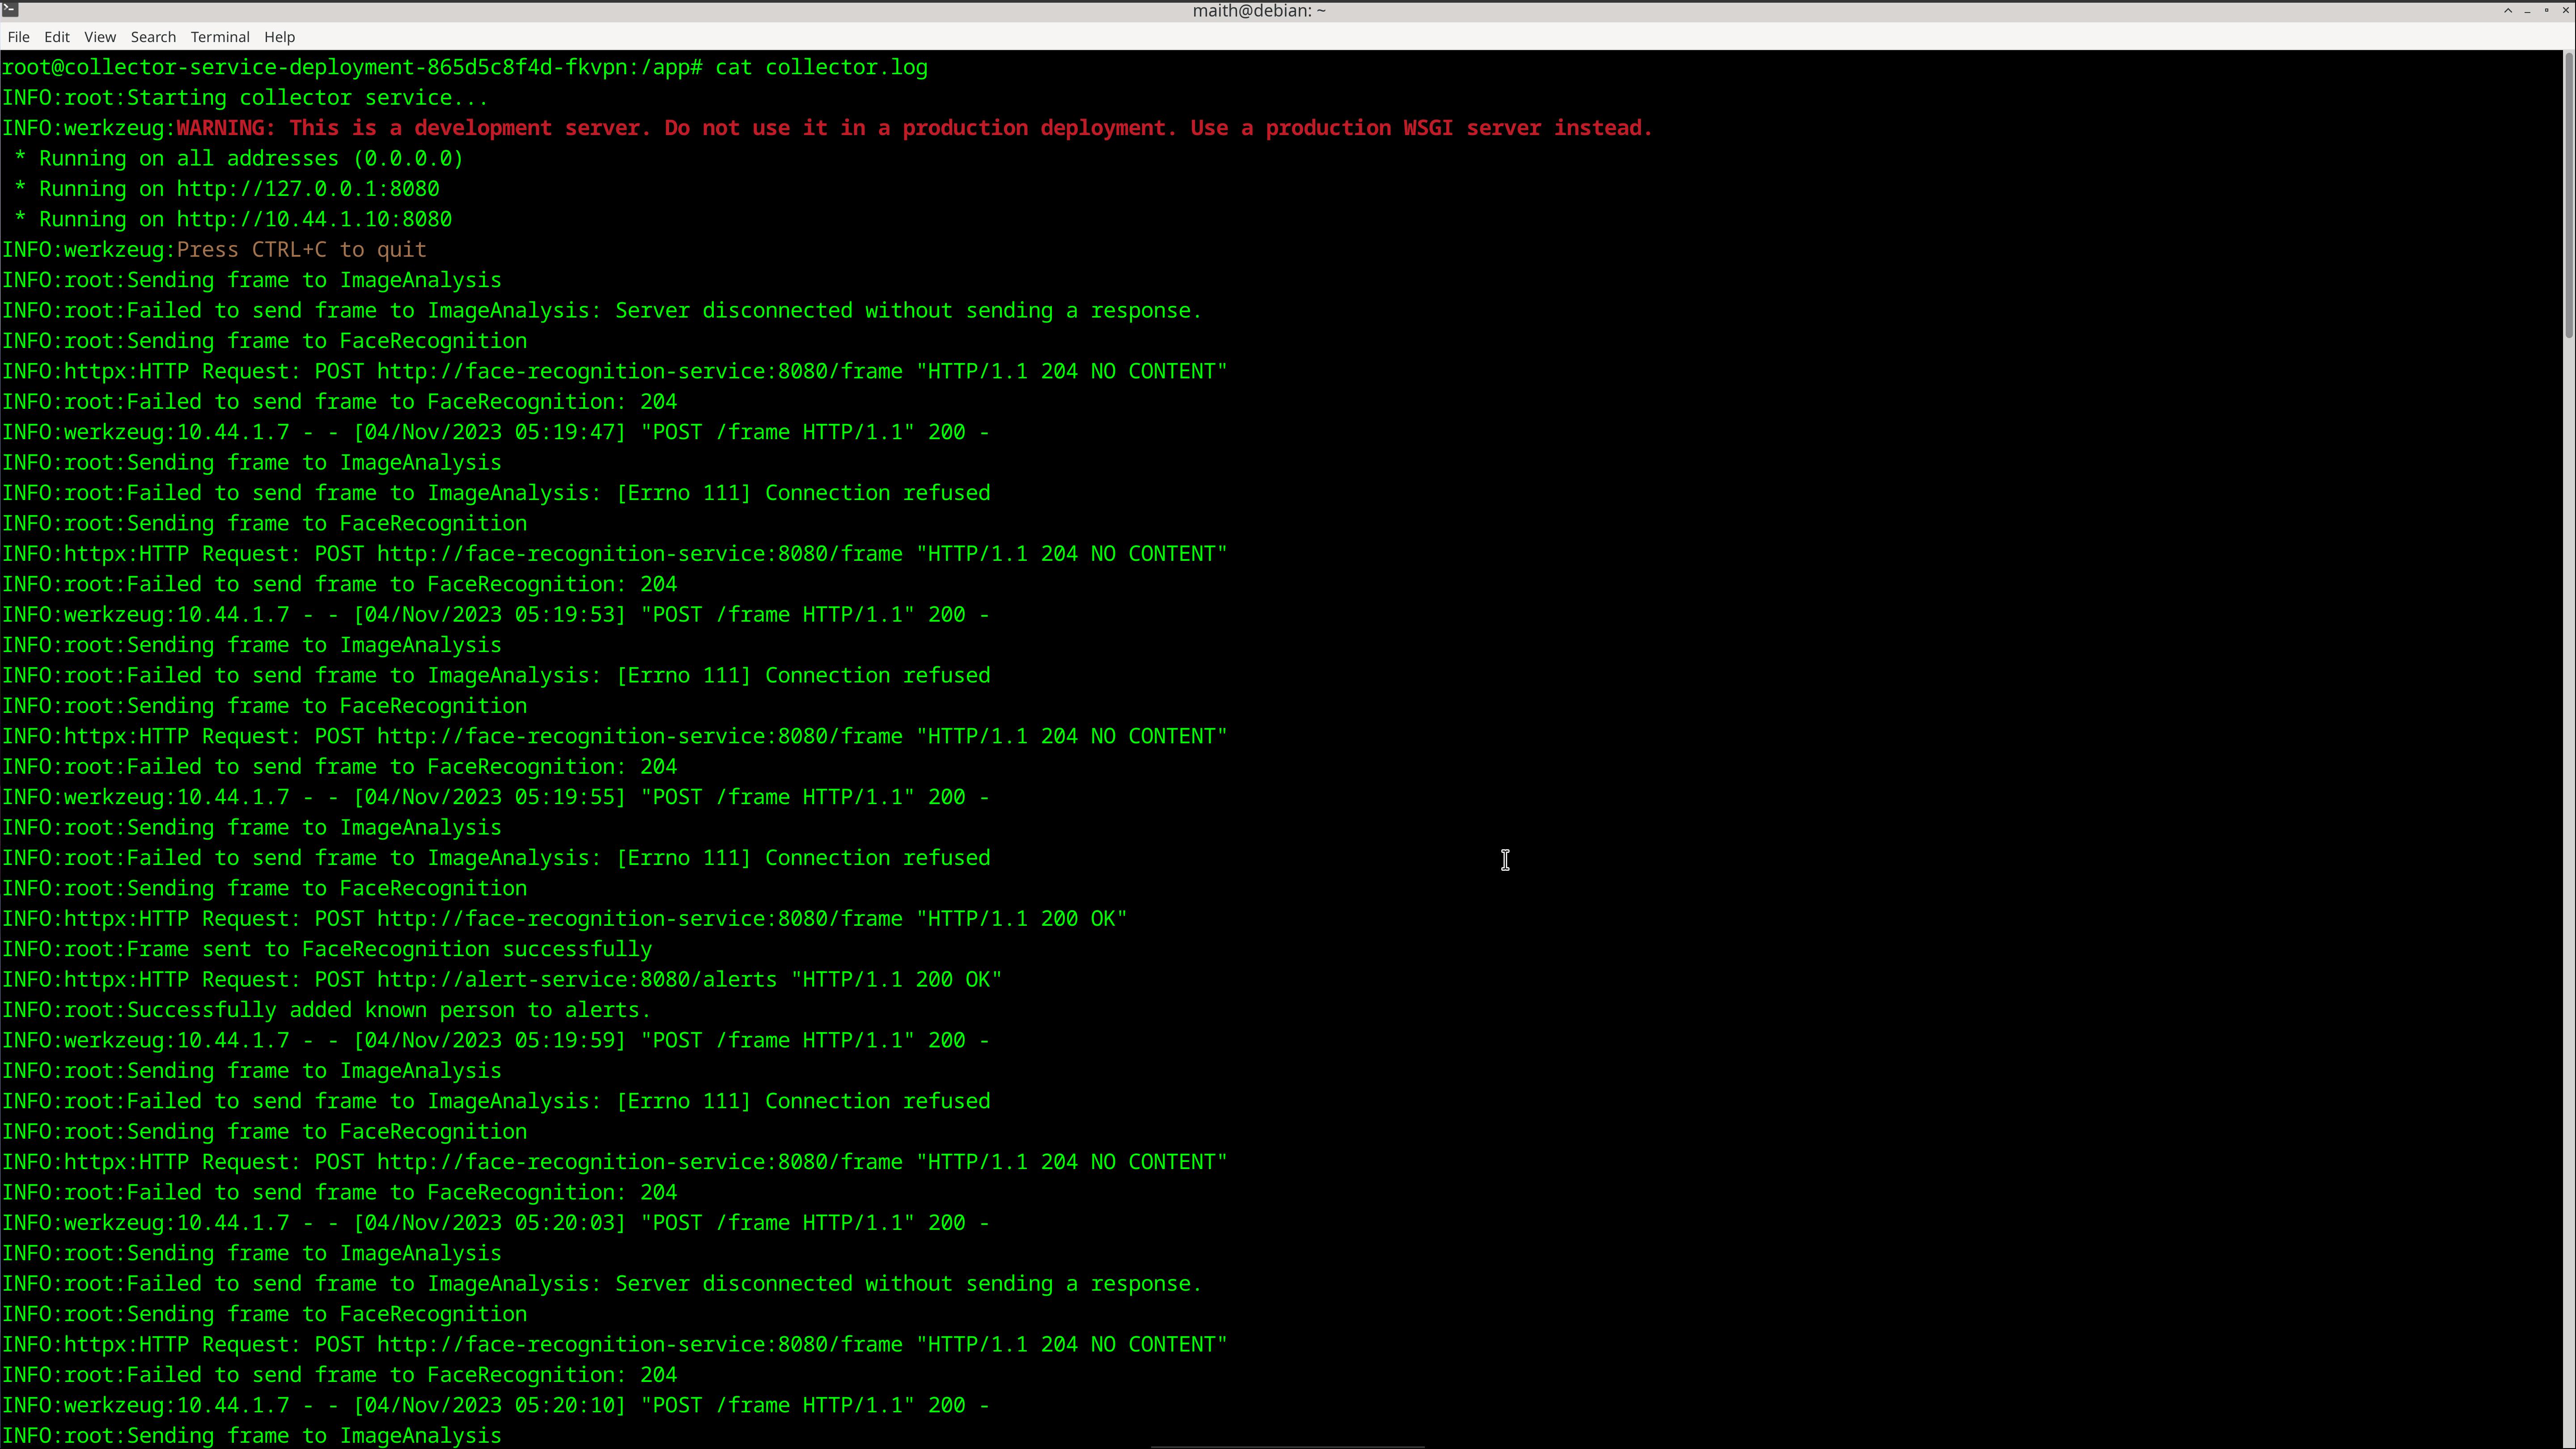 maith@debian: ~
File Edit View Search Terminal Help
root@collector-service-deployment-865d5c8f4d-fkvpn:/app# cat collector.log
INFO:root:Starting collector service...
INFO:werkzeug:WARNING: This is a development server. Do not use it in a production deployment. Use a production WSGI server instead.
 * Running on all addresses (0.0.0.0)
 * Running on http://127.0.0.1:8080
 * Running on http://10.44.1.10:8080
INFO:werkzeug:Press CTRL+C to quit
INFO:root:Sending frame to ImageAnalysis
INFO:root:Failed to send frame to ImageAnalysis: Server disconnected without sending a response.
INFO:root:Sending frame to FaceRecognition
INFO:httpx:HTTP Request: POST http://face-recognition-service:8080/frame "HTTP/1.1 204 NO CONTENT"
INFO:root:Failed to send frame to FaceRecognition: 204
INFO:werkzeug:10.44.1.7 - - [04/Nov/2023 05:19:47] "POST /frame HTTP/1.1" 200 -
INFO:root:Sending frame to ImageAnalysis
INFO:root:Failed to send frame to ImageAnalysis: [Errno 111] Connection refused
INFO:root:Sending frame to FaceRecognition
INFO:httpx:HTTP Request: POST http://face-recognition-service:8080/frame "HTTP/1.1 204 NO CONTENT"
INFO:root:Failed to send frame to FaceRecognition: 204
INFO:werkzeug:10.44.1.7 - - [04/Nov/2023 05:19:53] "POST /frame HTTP/1.1" 200 -
INFO:root:Sending frame to ImageAnalysis
INFO:root:Failed to send frame to ImageAnalysis: [Errno 111] Connection refused
INFO:root:Sending frame to FaceRecognition
INFO:httpx:HTTP Request: POST http://face-recognition-service:8080/frame "HTTP/1.1 204 NO CONTENT"
INFO:root:Failed to send frame to FaceRecognition: 204
INFO:werkzeug:10.44.1.7 - - [04/Nov/2023 05:19:55] "POST /frame HTTP/1.1" 200 -
INFO:root:Sending frame to ImageAnalysis
INFO:root:Failed to send frame to ImageAnalysis: [Errno 111] Connection refused
INFO:root:Sending frame to FaceRecognition
INFO:httpx:HTTP Request: POST http://face-recognition-service:8080/frame "HTTP/1.1 200 OK"
INFO:root:Frame sent to FaceRecognition successfully
INFO:httpx:HTTP Request: POST http://alert-service:8080/alerts "HTTP/1.1 200 OK"
INFO:root:Successfully added known person to alerts.
INFO:werkzeug:10.44.1.7 - - [04/Nov/2023 05:19:59] "POST /frame HTTP/1.1" 200 -
INFO:root:Sending frame to ImageAnalysis
INFO:root:Failed to send frame to ImageAnalysis: [Errno 111] Connection refused
INFO:root:Sending frame to FaceRecognition
INFO:httpx:HTTP Request: POST http://face-recognition-service:8080/frame "HTTP/1.1 204 NO CONTENT"
INFO:root:Failed to send frame to FaceRecognition: 204
INFO:werkzeug:10.44.1.7 - - [04/Nov/2023 05:20:03] "POST /frame HTTP/1.1" 200 -
INFO:root:Sending frame to ImageAnalysis
INFO:root:Failed to send frame to ImageAnalysis: Server disconnected without sending a response.
INFO:root:Sending frame to FaceRecognition
INFO:httpx:HTTP Request: POST http://face-recognition-service:8080/frame "HTTP/1.1 204 NO CONTENT"
INFO:root:Failed to send frame to FaceRecognition: 204
INFO:werkzeug:10.44.1.7 - - [04/Nov/2023 05:20:10] "POST /frame HTTP/1.1" 200 -
INFO:root:Sending frame to ImageAnalysis